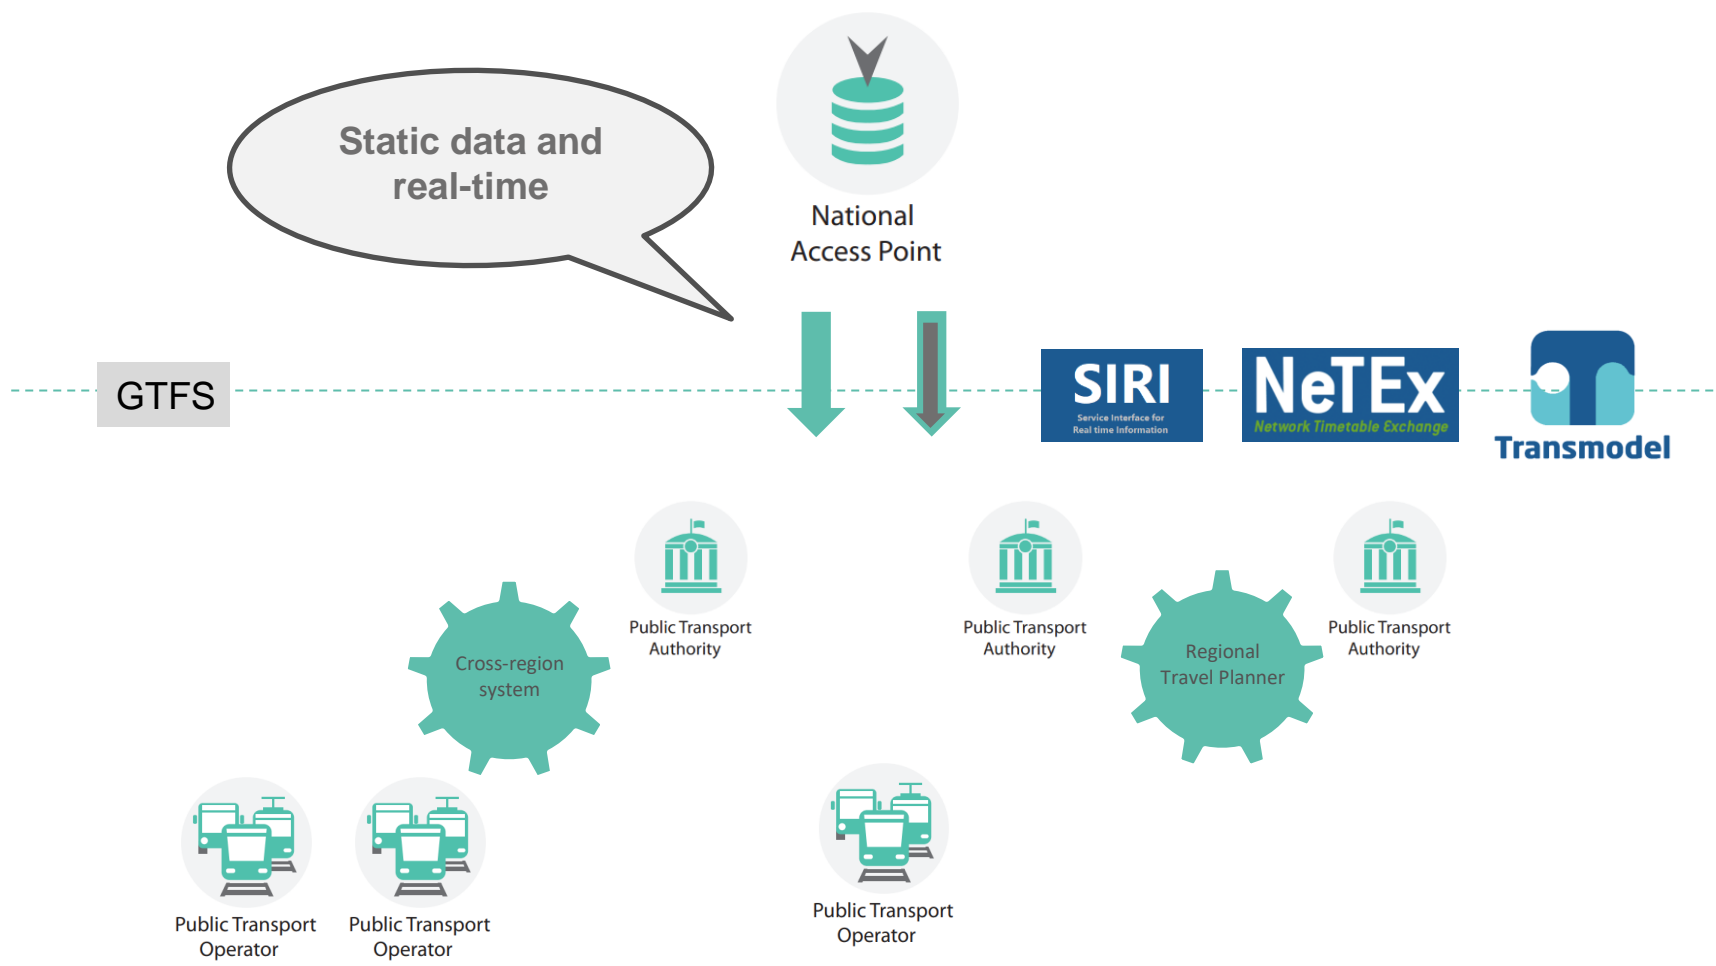 Static data and
real-time
National
Access Point
GTFS
SIRI
Service Interface for
Real time Information
NeTEx
Network Timetable Exchange
Transmodel
Public Transport
Authority
Public Transport
Authority
Public Transport
Authority
Cross-region
system
Regional
Travel Planner
Public Transport
Operator
Public Transport
Operator
Public Transport
Operator